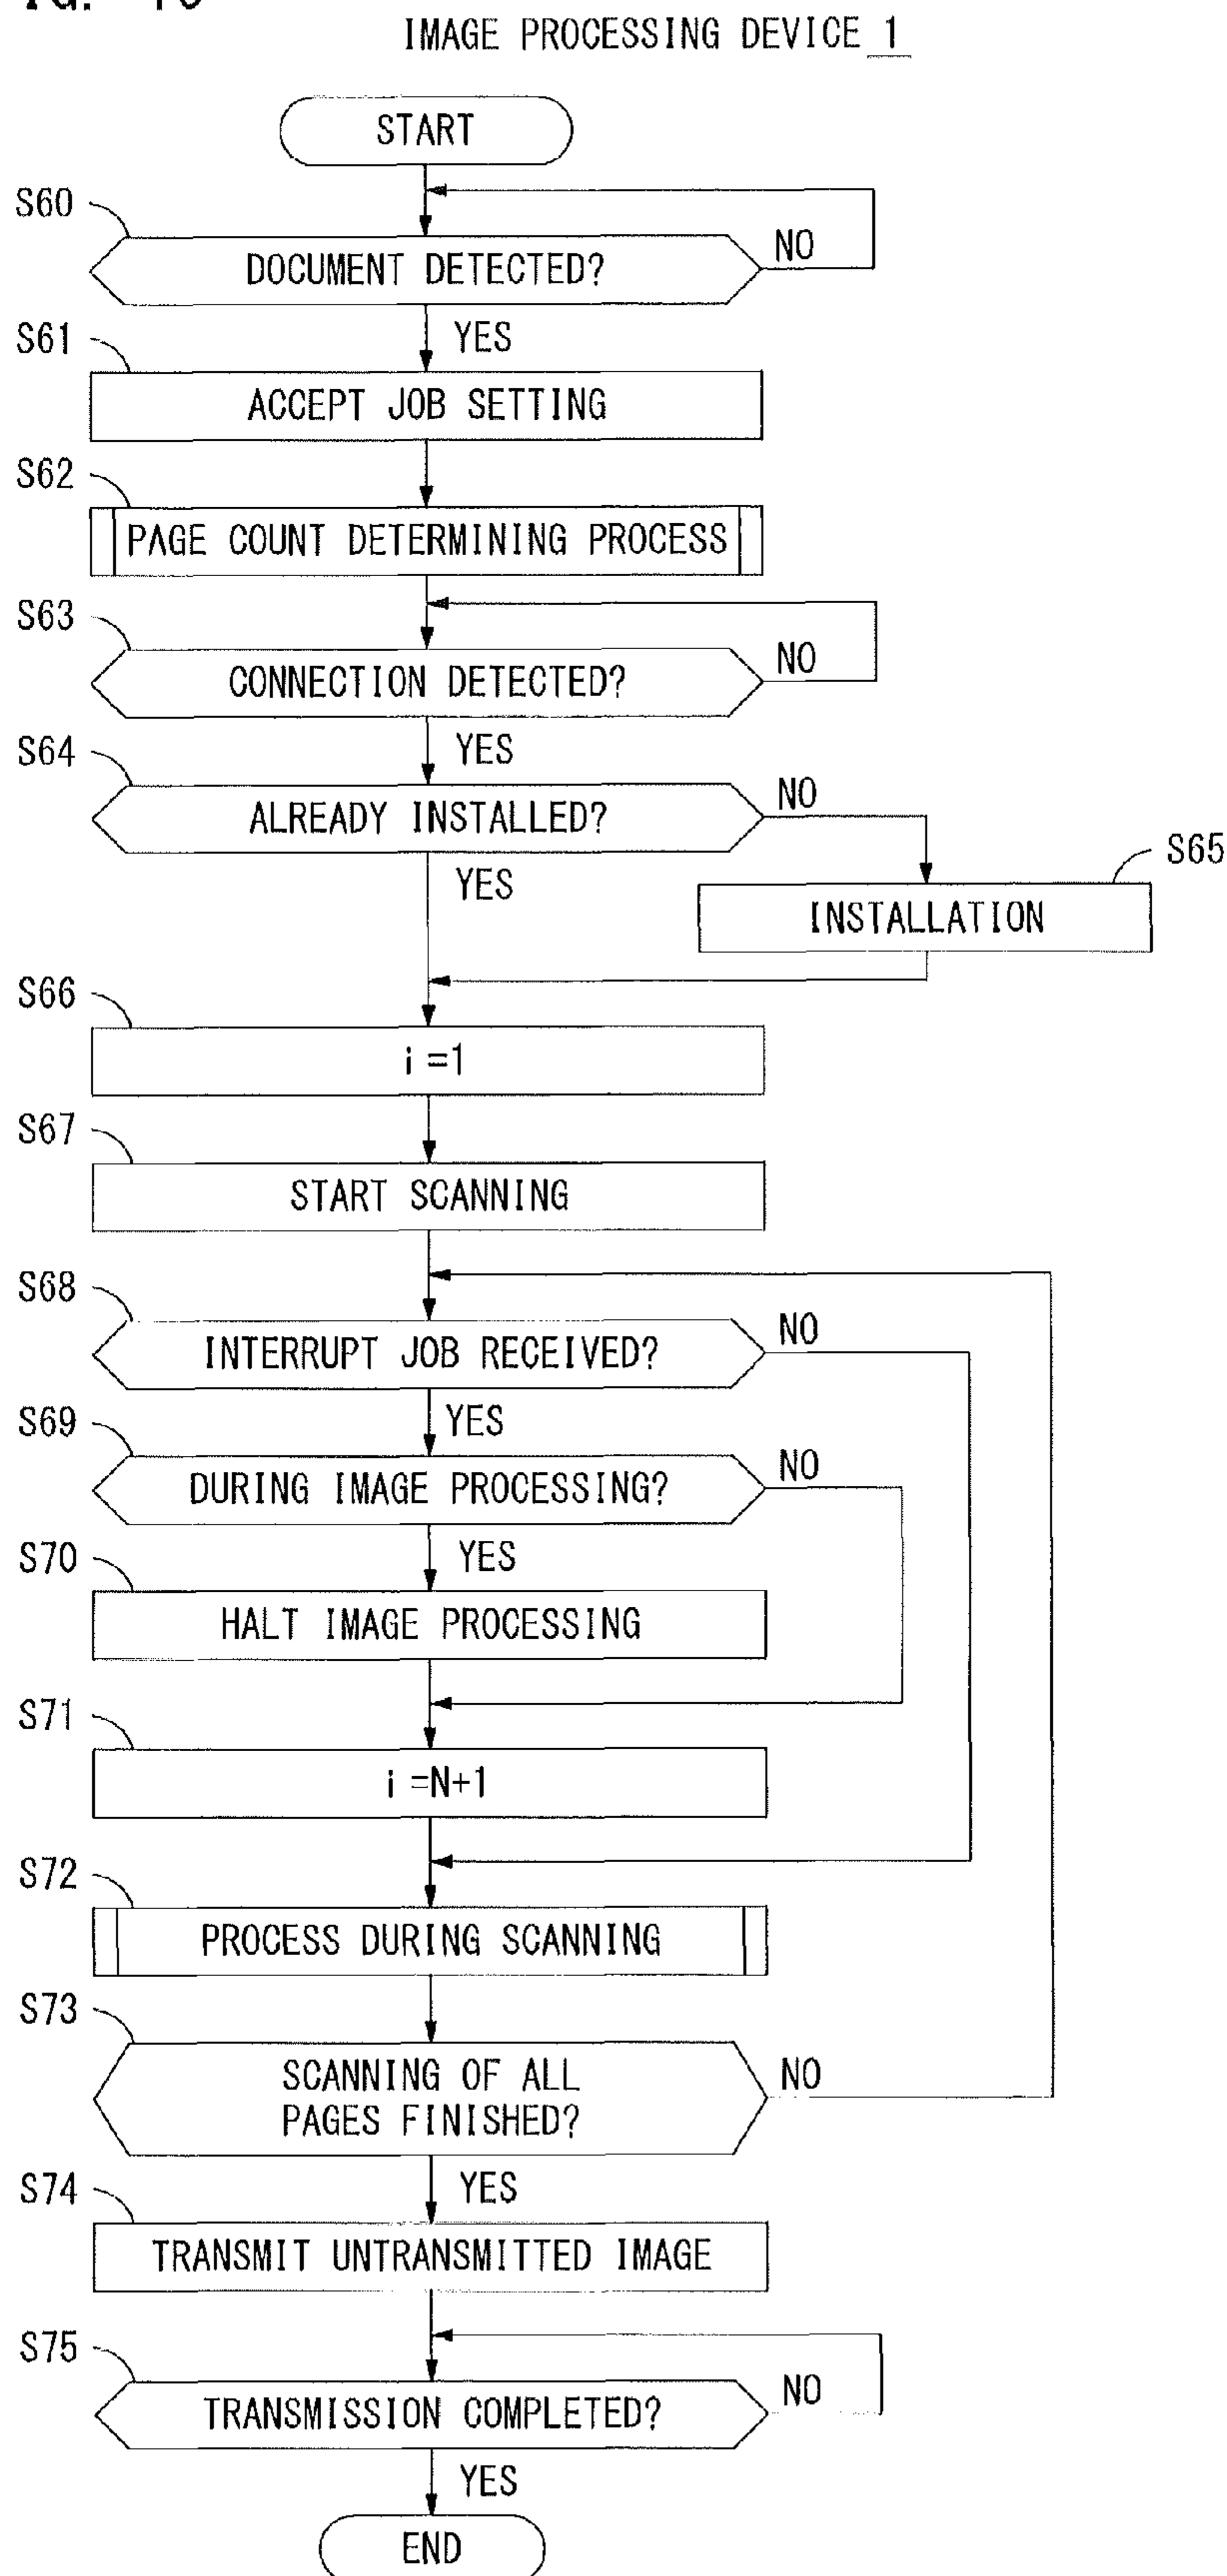 IMAGE PROCESSING DEVICE 1
START
S60
DOCUMENT DETECTED?
NO
YES
S61
ACCEPT JOB SETTING
S62
PAGE COUNT DETERMINING PROCESS
S63
CONNECTION DETECTED?
NO
YES
S64
ALREADY INSTALLED?
NO
YES
S65
INSTALLATION
S66
i=1
S67
START SCANNING
S68
INTERRUPT JOB RECEIVED?
NO
YES
S69
DURING IMAGE PROCESSING?
NO
YES
S70
HALT IMAGE PROCESSING
S71
i=N+1
S72
PROCESS DURING SCANNING
S73
SCANNING OF ALL
PAGES FINISHED?
NO
YES
S74
TRANSMIT UNTRANSMITTED IMAGE
S75
TRANSMISSION COMPLETED?
NO
YES
END